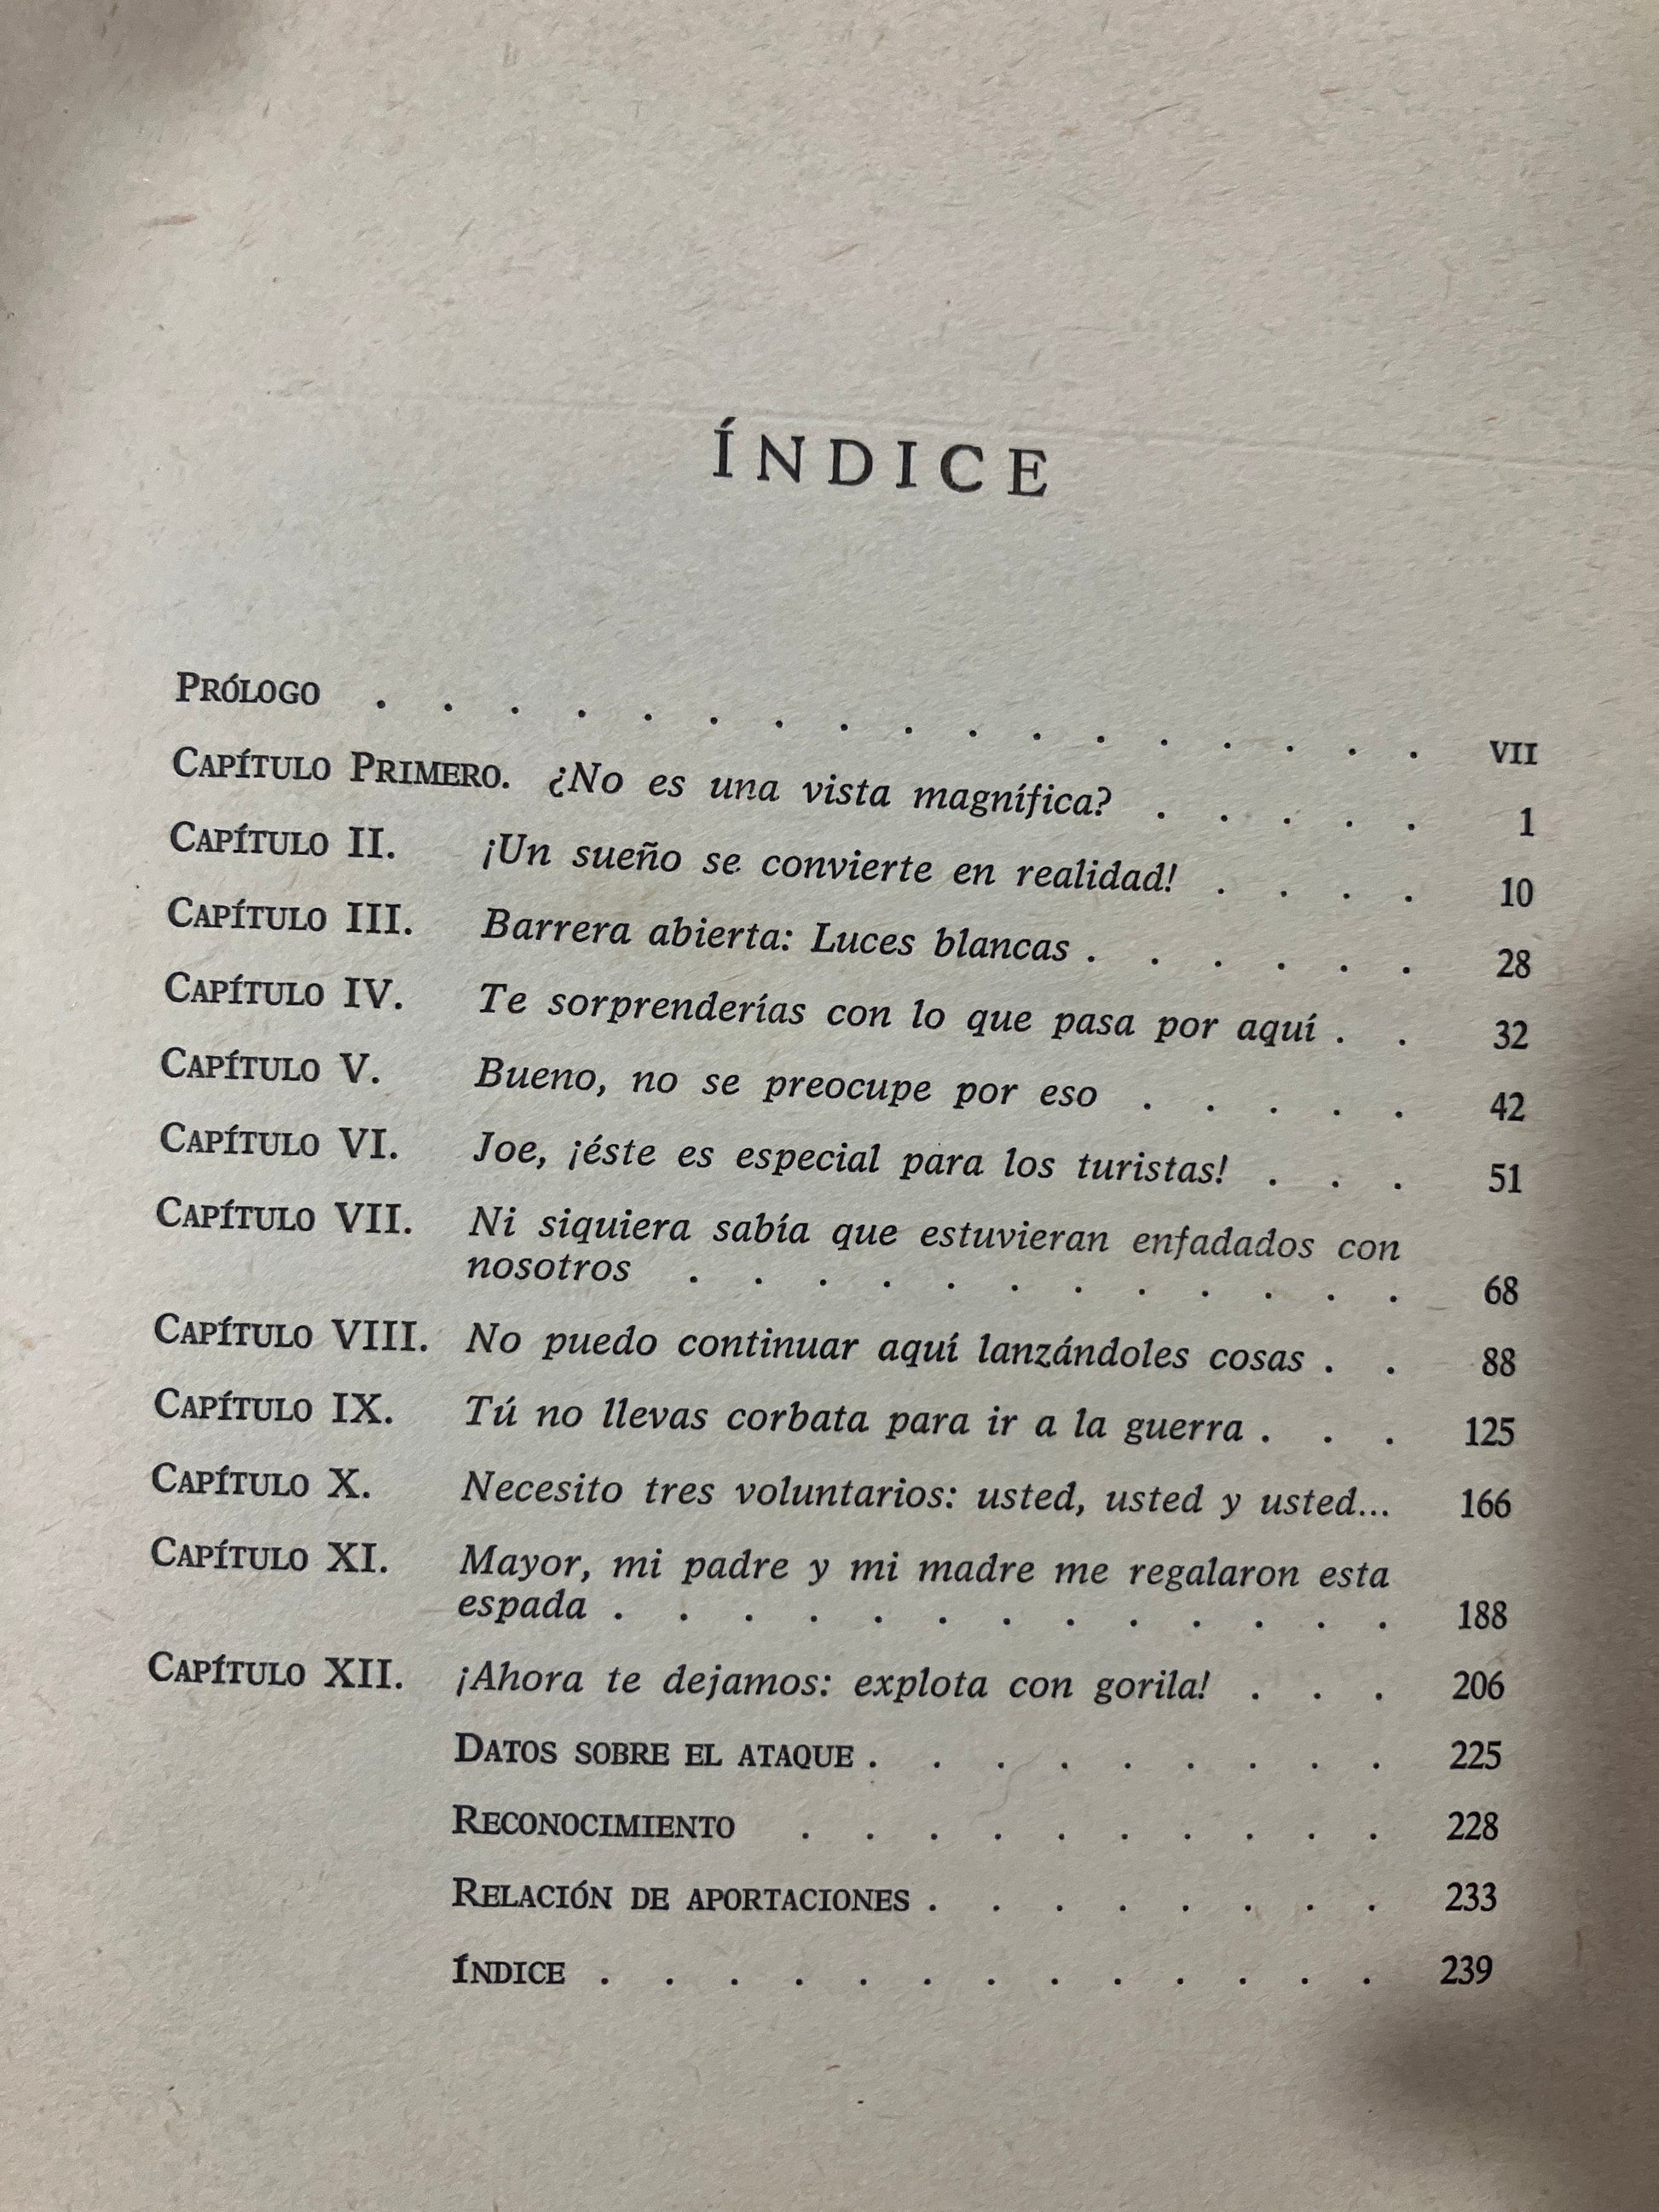 ÍNDICE
PRÓLOGO . . . . . . . . . . . . . . . . . VII
CAPÍTULO PRIMERO. ¿No es una vista magnífica? . . . . . 1
CAPÍTULO II. ¡Un sueño se convierte en realidad! . . . . 10
CAPÍTULO III. Barrera abierta: Luces blancas . . . . . . 28
CAPÍTULO IV. Te sorprenderías con lo que pasa por aquí . . 32
CAPÍTULO V. Bueno, no se preocupe por eso . . . . . 42
CAPÍTULO VI. Joe, ¡éste es especial para los turistas! . . . 51
CAPÍTULO VII. Ni siquiera sabía que estuvieran enfadados con
nosotros . . . . . . . . . . . . 68
CAPÍTULO VIII. No puedo continuar aquí lanzándoles cosas . . 88
CAPÍTULO IX. Tú no llevas corbata para ir a la guerra . . . 125
CAPÍTULO X. Necesito tres voluntarios: usted, usted y usted... 166
CAPÍTULO XI. Mayor, mi padre y mi madre me regalaron esta
espada . . . . . . . . . . . . . 188
CAPÍTULO XII. ¡Ahora te dejamos: explota con gorila! . . . 206
DATOS SOBRE EL ATAQUE . . . . . . . . . 225
RECONOCIMIENTO . . . . . . . . . . 228
RELACIÓN DE APORTACIONES . . . . . . . . 233
ÍNDICE . . . . . . . . . . . . . 239